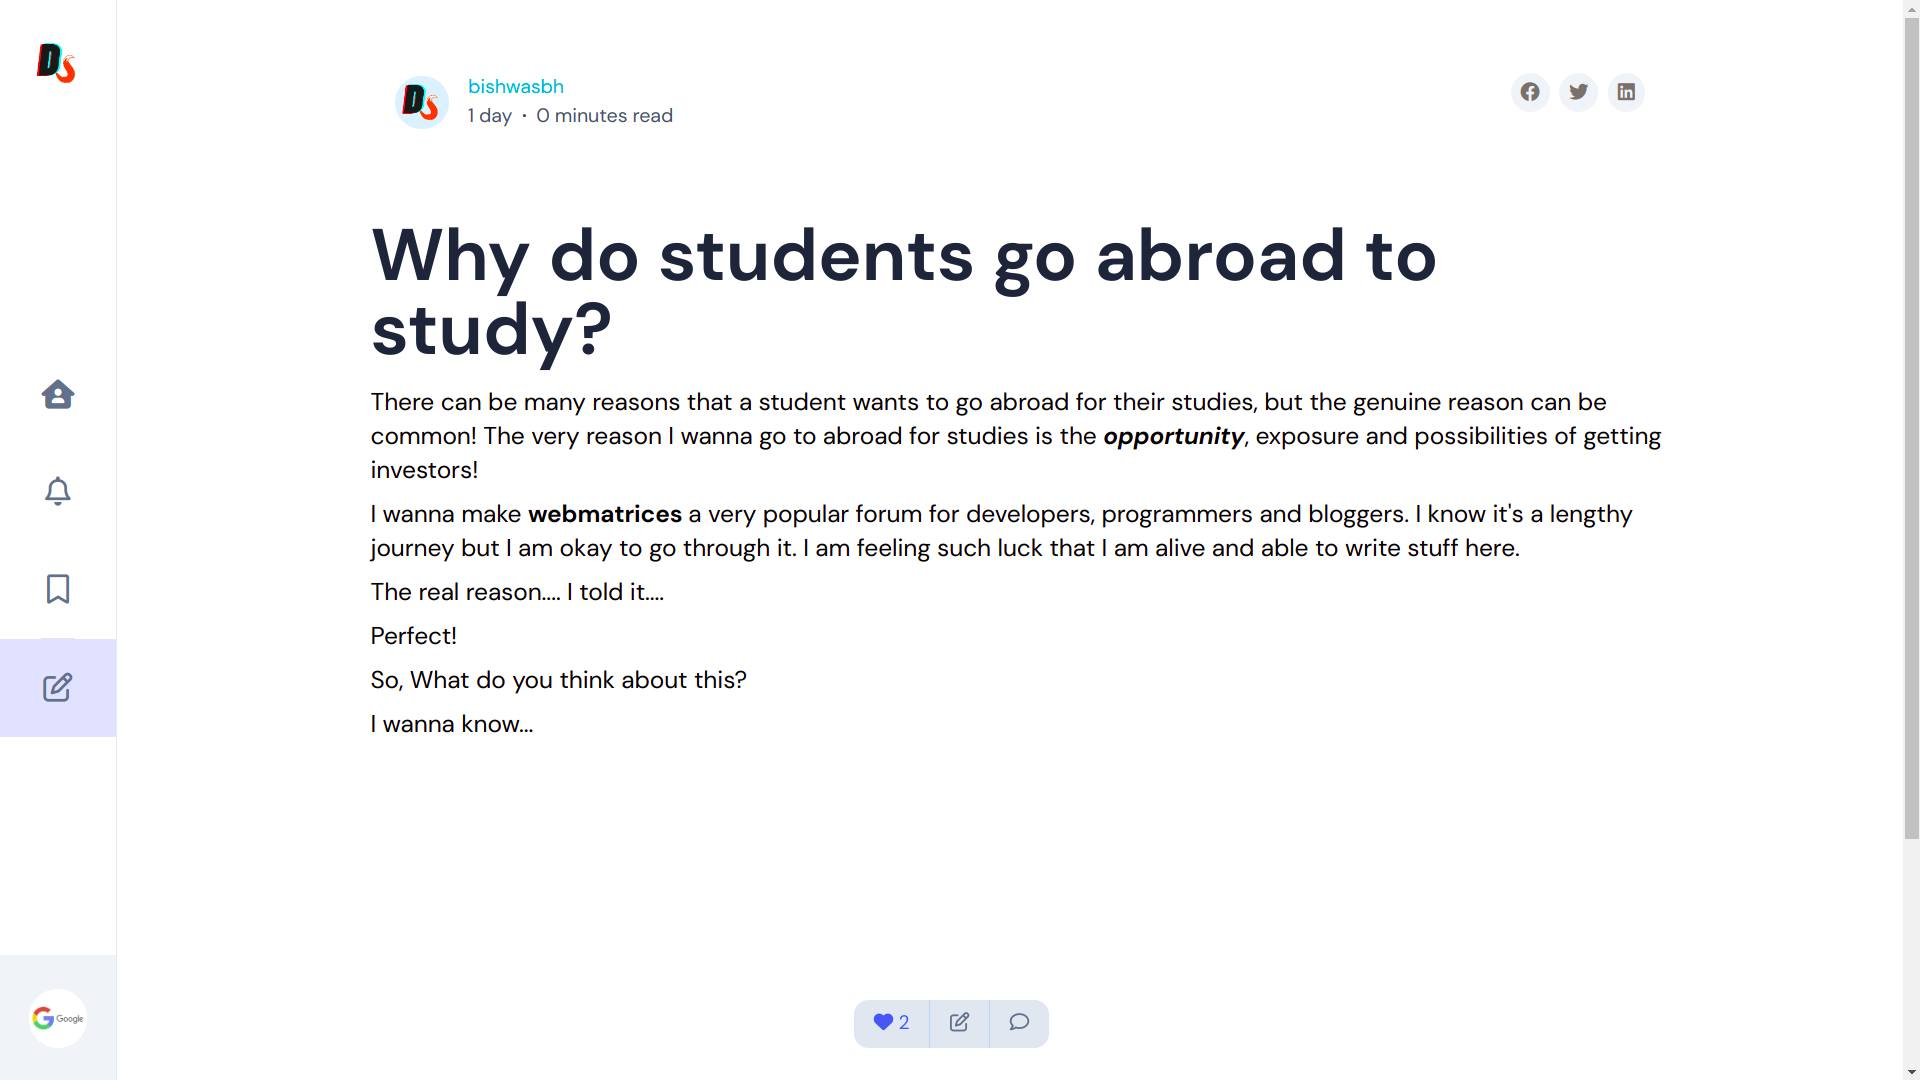 DS
DS
bishwasbh
1 day · 0 minutes read
Why do students go abroad to
study?
There can be many reasons that a student wants to go abroad for their studies, but the genuine reason can be
common! The very reason I wanna go to abroad for studies is the opportunity, exposure and possibilities of getting
investors!
I wanna make webmatrices a very popular forum for developers, programmers and bloggers. I know it's a lengthy
journey but I am okay to go through it. I am feeling such luck that I am alive and able to write stuff here.
The real reason.... I told it....
Perfect!
So, What do you think about this?
I wanna know...
G Google
2